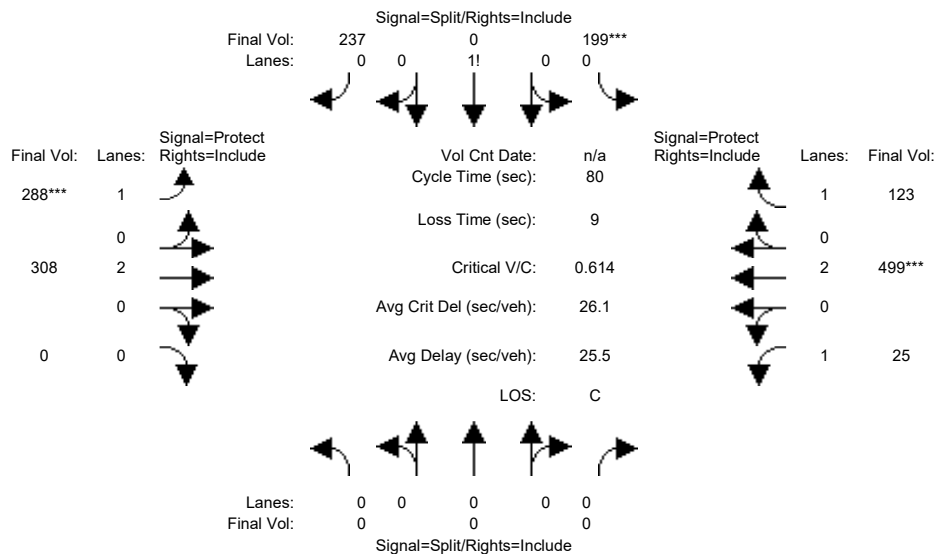 Signal=Split/Rights=Include
Final Vol: 237 0 199***
Lanes: 0 0 1! 0 0
Signal=Protect Signal=Protect
Final Vol: Lanes: Rights=Include Vol Cnt Date: n/a Rights=Include Lanes: Final Vol:
Cycle Time (sec): 80
288*** 1 1 123
Loss Time (sec): 9
0 0
308 2 Critical V/C: 0.614 2 499***
0 Avg Crit Del (sec/veh): 26.1 0
0 0 Avg Delay (sec/veh): 25.5 1 25
LOS: C
Lanes: 0 0 0 0 0
Final Vol: 0 0 0
Signal=Split/Rights=Include